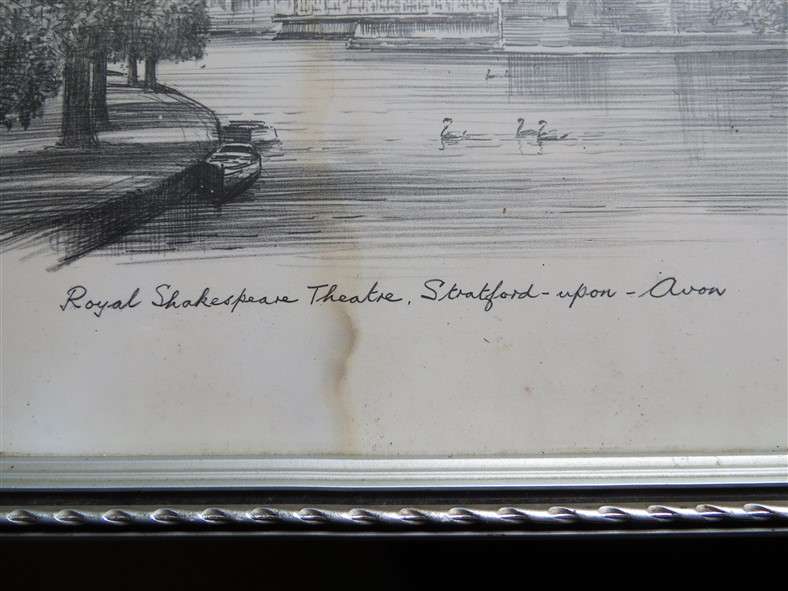 Royal Shakespeare Theatre, Stratford-upon-Avon